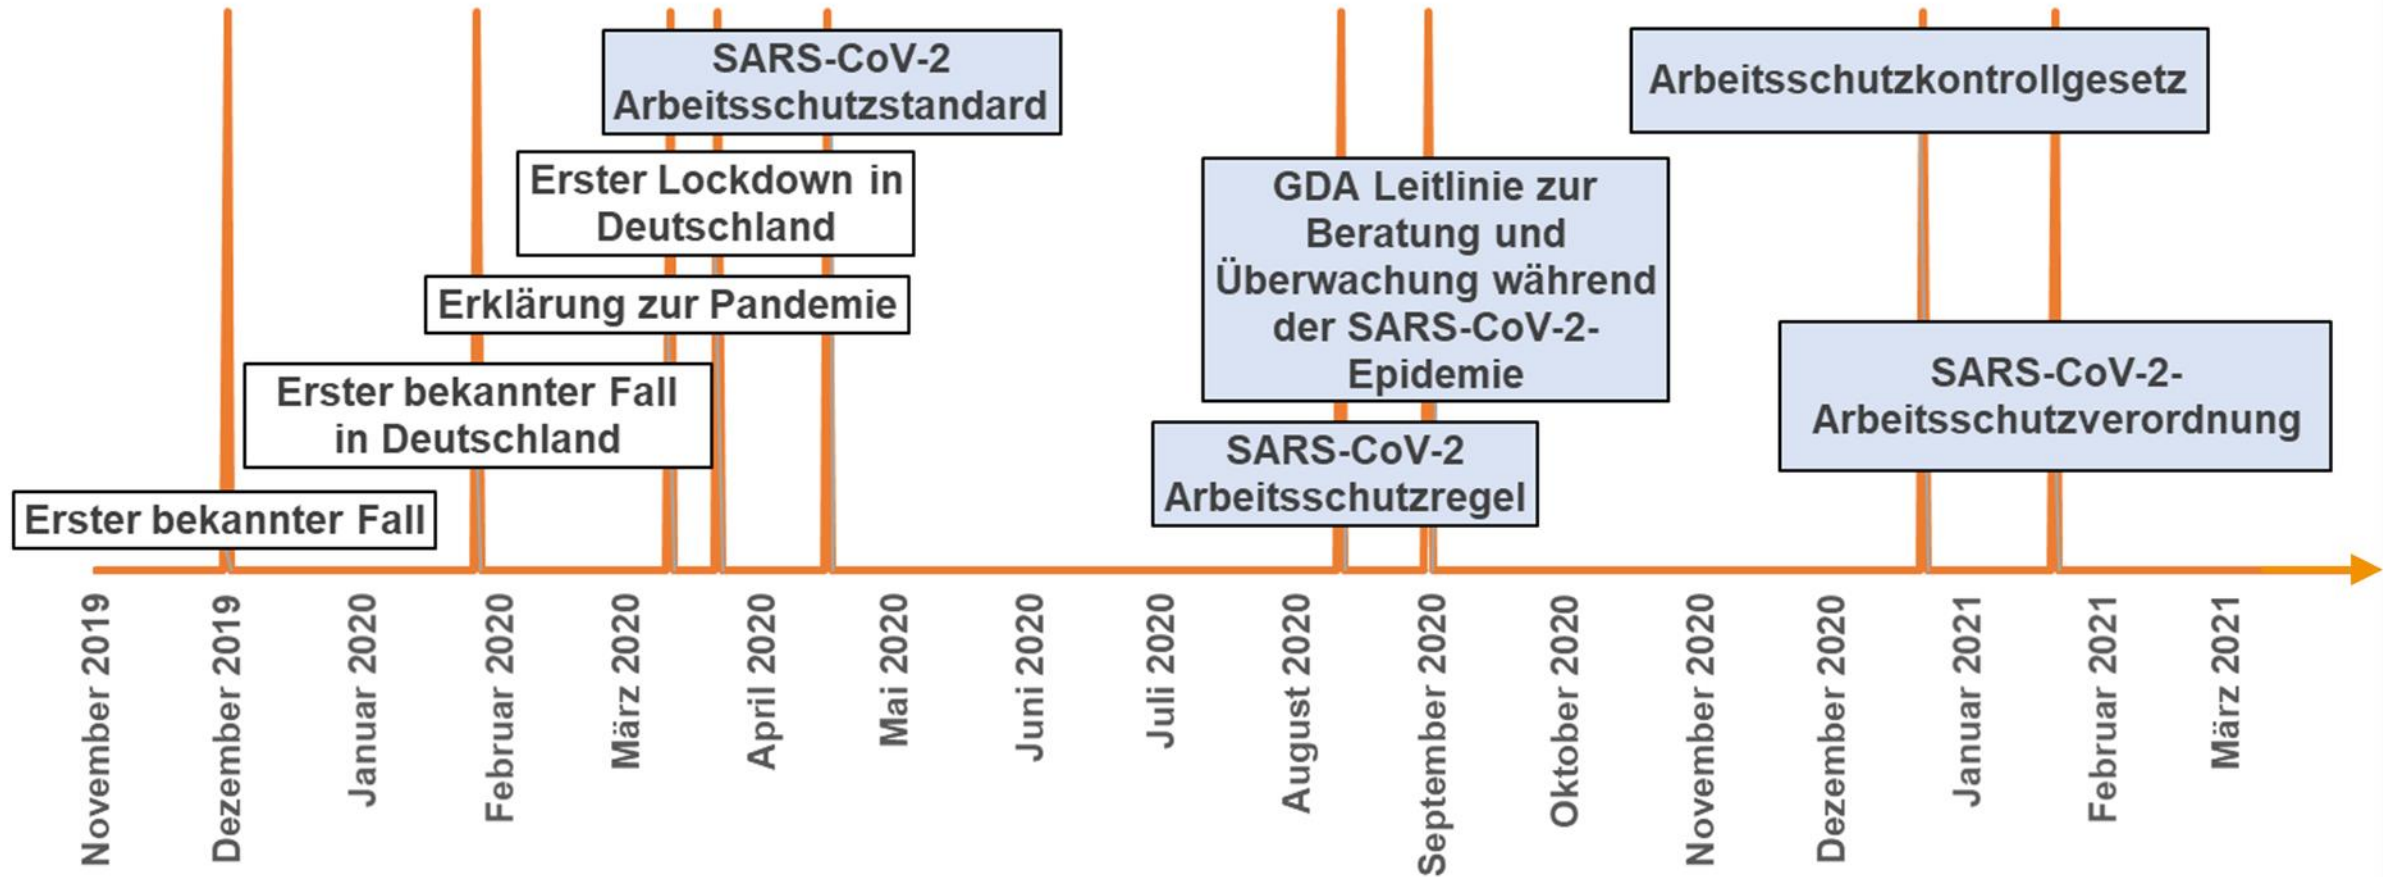 SARS-CoV-2
Arbeitsschutzstandard
Erster Lockdown in
Deutschland
Erklärung zur Pandemie
Erster bekannter Fall
in Deutschland
Erster bekannter Fall
GDA Leitlinie zur
Beratung und
Überwachung während
der SARS-CoV-2-
Epidemie
SARS-CoV-2
Arbeitsschutzregel
Arbeitsschutzkontrollgesetz
SARS-CoV-2-
Arbeitsschutzverordnung
November 2019
Dezember 2019
Januar 2020
Februar 2020
März 2020
April 2020
Mai 2020
Juni 2020
Juli 2020
August 2020
September 2020
Oktober 2020
November 2020
Dezember 2020
Januar 2021
Februar 2021
März 2021